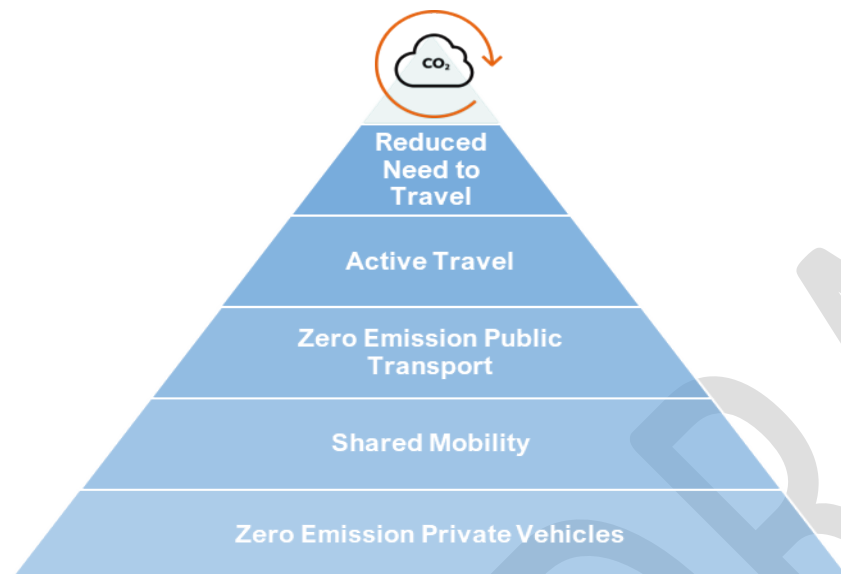 CO₂
Reduced
Need to
Travel
Active Travel
Zero Emission Public
Transport
Shared Mobility
Zero Emission Private Vehicles